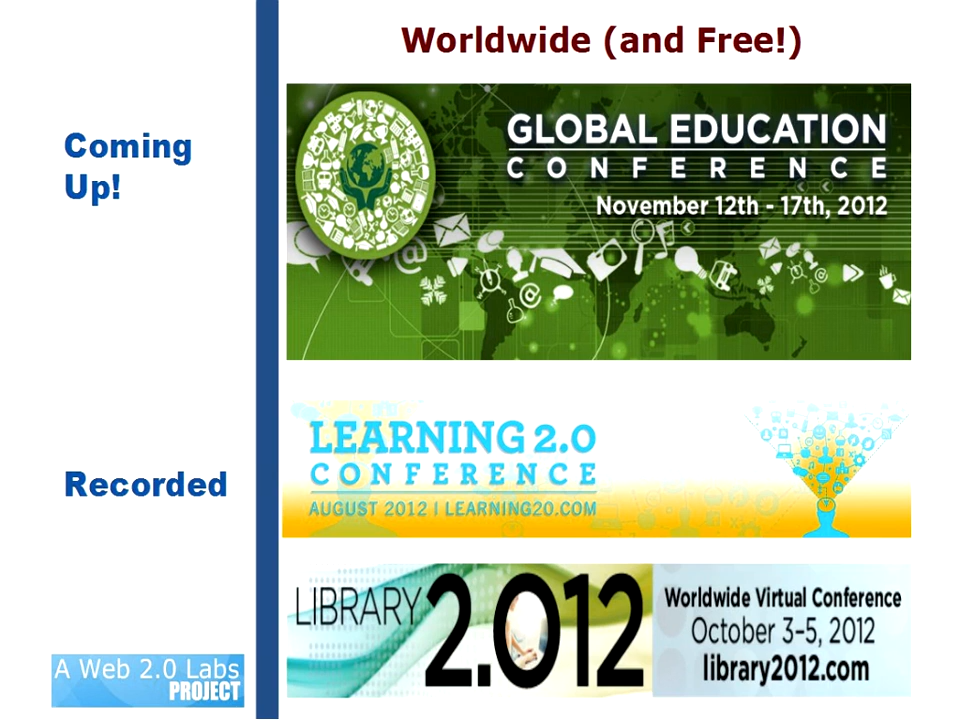 Worldwide (and Free!)
Coming
Up!
GLOBAL EDUCATION
CONFERENCE
November 12th - 17th, 2012
@
@
Recorded
LEARNING 2.0
CONFERENCE
AUGUST 2012 | LEARNING20.COM
LIBRARY 2.012
Worldwide Virtual Conference
October 3–5, 2012
library2012.com
A Web 2.0 Labs
PROJECT